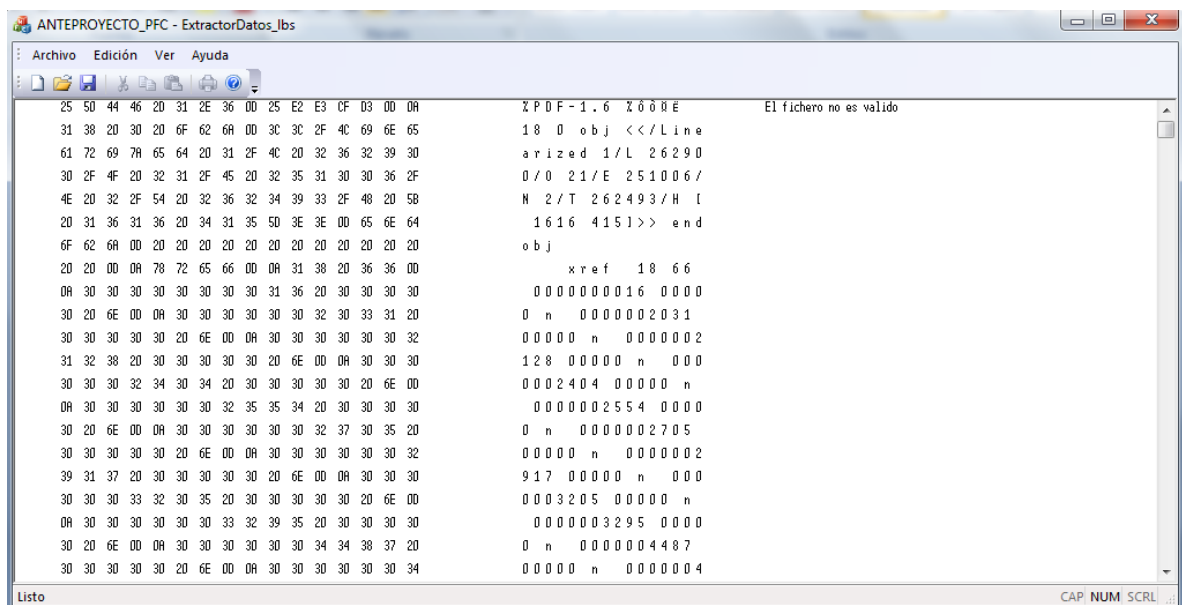 ANTEPROYECTO_PFC - ExtractorDatos_lbs
Archivo Edición Ver Ayuda
25 50 44 46 2D 31 2E 36 0D 25 E2 E3 CF D3 0D 0A %PDF-1.6 %ôôôË El fichero no es valido
31 38 20 30 20 6F 62 6A 0D 3C 3C 2F 4C 69 6E 65 18 0 obj <</Line
61 72 69 7A 65 64 20 31 2F 4C 20 32 36 32 39 30 arized 1/L 26290
30 2F 4F 20 32 31 2F 45 20 32 35 31 30 30 36 2F 0/O 21/E 251006/
4E 20 32 2F 54 20 32 36 32 34 39 33 2F 48 20 5B N 2/T 262493/H [
20 31 36 31 36 20 34 31 35 5D 3E 3E 0D 65 6E 64 1616 415]>> end
6F 62 6A 0D 20 20 20 20 20 20 20 20 20 20 20 20 obj
20 20 0D 0A 78 72 65 66 0D 0A 31 38 20 36 36 0D xref 18 66
0A 30 30 30 30 30 30 30 30 31 36 20 30 30 30 30 0000000016 0000
30 20 6E 0D 0A 30 30 30 30 30 30 32 30 33 31 20 0 n 0000002031
30 30 30 30 30 20 6E 0D 0A 30 30 30 30 30 30 32 00000 n 0000002
31 32 38 20 30 30 30 30 30 20 6E 0D 0A 30 30 30 128 00000 n 000
30 30 30 32 34 30 34 20 30 30 30 30 30 20 6E 0D 0002404 00000 n
0A 30 30 30 30 30 30 32 35 35 34 20 30 30 30 30 0000002554 0000
30 20 6E 0D 0A 30 30 30 30 30 30 32 37 30 35 20 0 n 0000002705
30 30 30 30 30 20 6E 0D 0A 30 30 30 30 30 30 32 00000 n 0000002
39 31 37 20 30 30 30 30 30 20 6E 0D 0A 30 30 30 917 00000 n 000
30 30 30 33 32 30 35 20 30 30 30 30 30 20 6E 0D 0003205 00000 n
0A 30 30 30 30 30 30 33 32 39 35 20 30 30 30 30 0000003295 0000
30 20 6E 0D 0A 30 30 30 30 30 30 34 34 38 37 20 0 n 0000004487
30 30 30 30 30 20 6E 0D 0A 30 30 30 30 30 30 34 00000 n 0000004
Listo CAP NUM SCRL